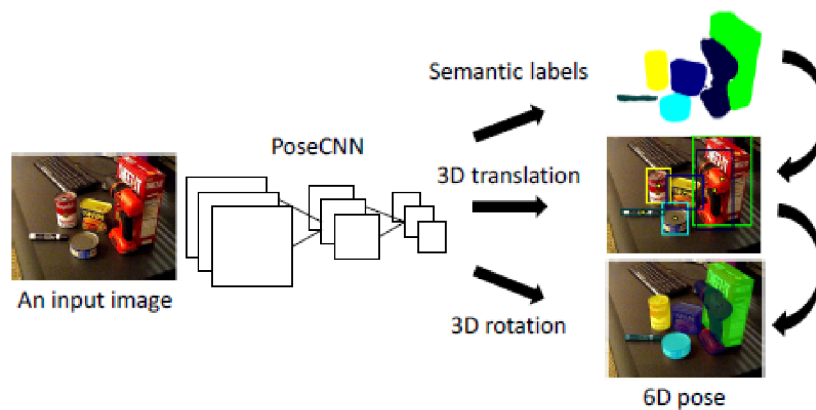 Semantic labels
PoseCNN
3D translation
An input image
3D rotation
6D pose